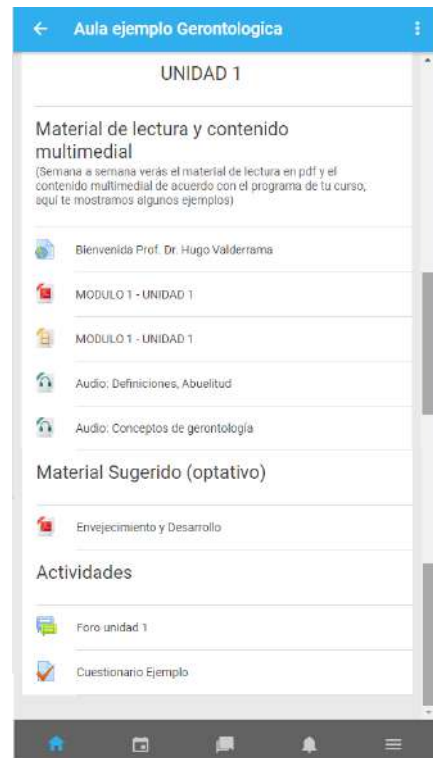 Aula ejemplo Gerontologica
UNIDAD 1
Material de lectura y contenido
multimedial
(Semana a semana verás el material de lectura en pdf y el
contenido multimedial de acuerdo con el programa de tu curso,
aquí te mostramos algunos ejemplos)
Bienvenida Prof. Dr. Hugo Valderrama
MODULO 1 - UNIDAD 1
MODULO 1 - UNIDAD 1
Audio: Definiciones, Abuelitud
Audio: Conceptos de gerontología
Material Sugerido (optativo)
Envejecimiento y Desarrollo
Actividades
Foro unidad 1
Cuestionario Ejemplo